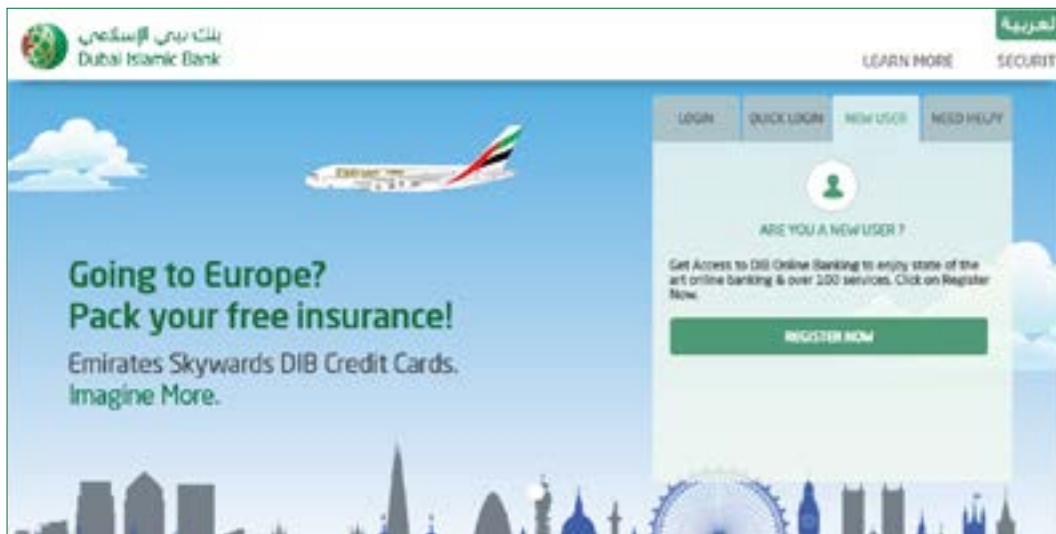 بنك دبي الإسلامي
Dubai Islamic Bank
العربية
LEARN MORE
SECURIT
LOGIN
QUICK LOGIN
NEW USER
NEED HELP?
Emirates
ARE YOU A NEW USER ?
Get Access to DIB Online Banking to enjoy state of the
art online banking & over 100 services. Click on Register
Now.
REGISTER NOW
Going to Europe?
Pack your free insurance!
Emirates Skywards DIB Credit Cards.
Imagine More.